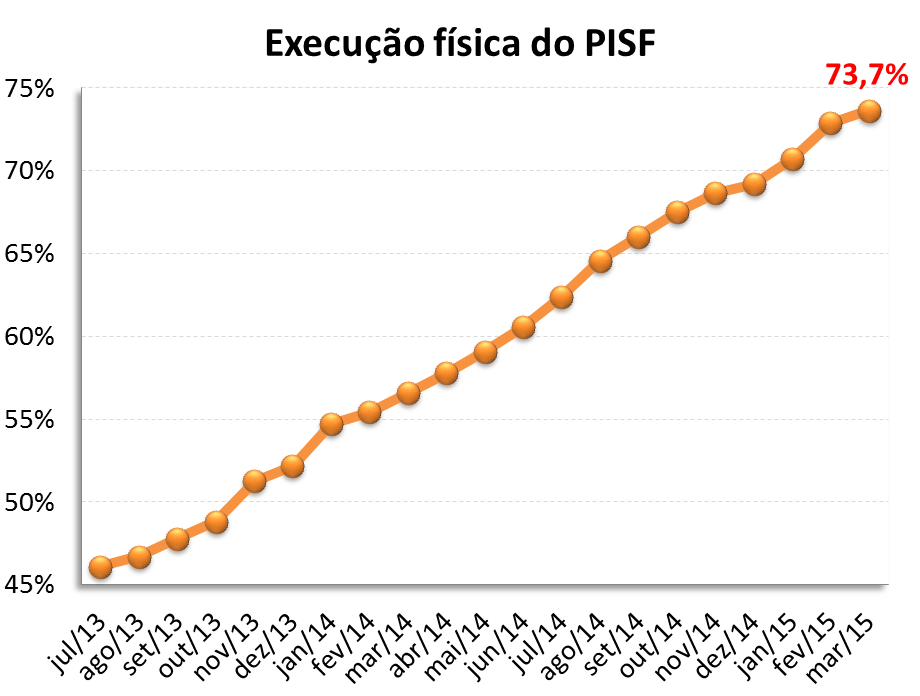 Execução física do PISF
73,7%
75%
70%
65%
60%
55%
50%
45%
jul/13
ago/13
set/13
out/13
nov/13
dez/13
jan/14
fev/14
mar/14
abr/14
mai/14
jun/14
jul/14
ago/14
set/14
out/14
nov/14
dez/14
jan/15
fev/15
mar/15